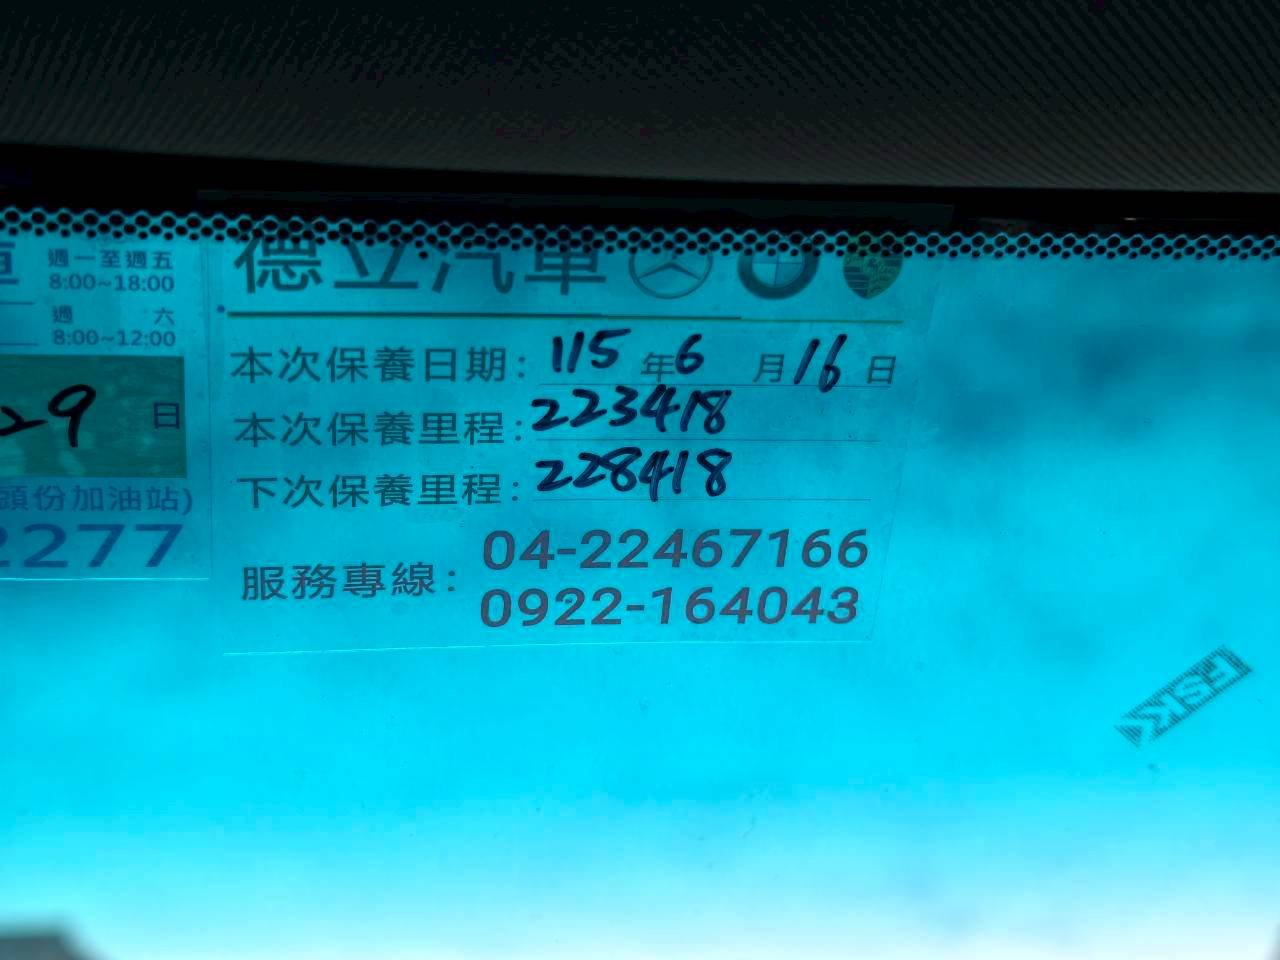 週一至週五
8:00~18:00
週 六
8:00~12:00
29 日
頭份加油站)
2277
德立汽車
本次保養日期: 115 年 6 月 16 日
本次保養里程: 223418
下次保養里程: 228418
服務專線: 04-22467166
0922-164043
FSK